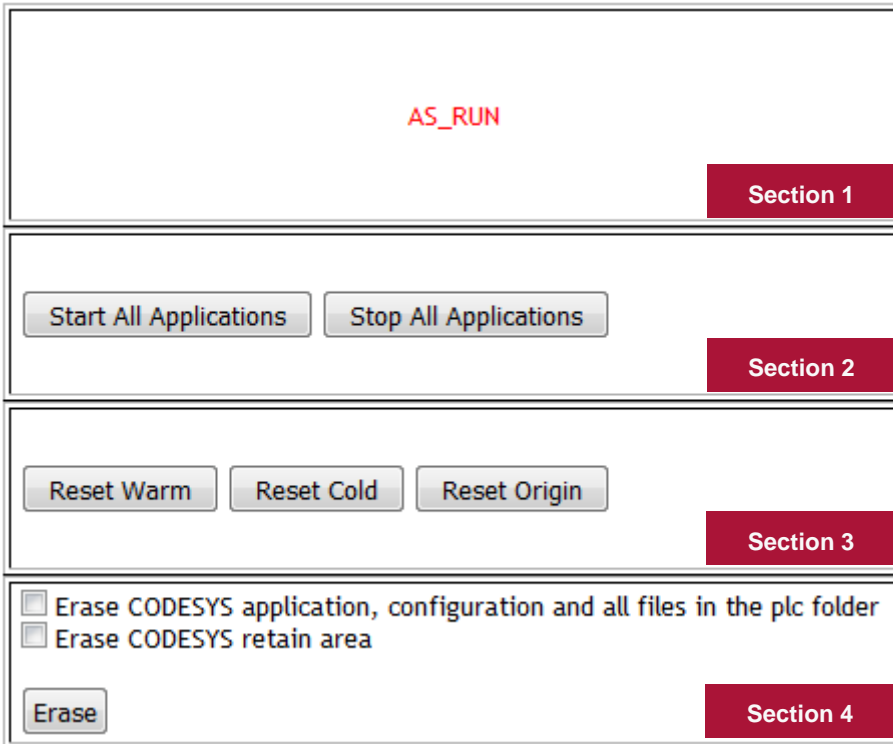 AS_RUN
Section 1
Start All Applications Stop All Applications
Section 2
Reset Warm Reset Cold Reset Origin
Section 3
Erase CODESYS application, configuration and all files in the plc folder
Erase CODESYS retain area
Erase
Section 4